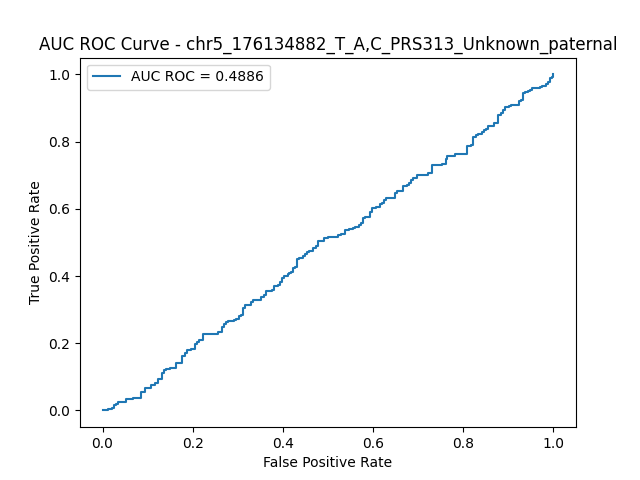 AUC ROC Curve - chr5_176134882_T_A,C_PRS313_Unknown_paternal
AUC ROC = 0.4886
1.0
0.8
0.6
0.4
0.2
0.0
True Positive Rate
0.0 0.2 0.4 0.6 0.8 1.0
False Positive Rate